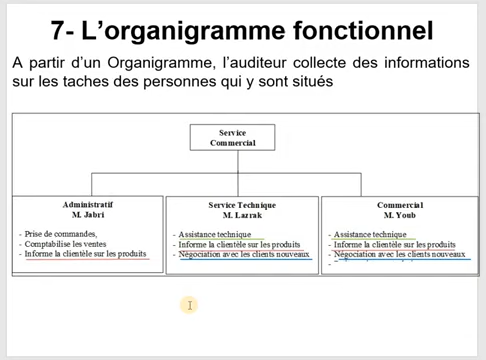 7- L’organigramme fonctionnel
A partir d’un Organigramme, l’auditeur collecte des informations
sur les taches des personnes qui y sont situés
Service
Commercial
Administratif
M. Jabri
- Prise de commandes,
- Comptabilise les ventes
- Informe la clientèle sur les produits
Service Technique
M. Lazrak
- Assistance technique
- Informe la clientèle sur les produits
- Négociation avec les clients nouveaux
Commercial
M. Youb
- Assistance technique
- Informe la clientèle sur les produits
- Négociation avec les clients nouveaux
-